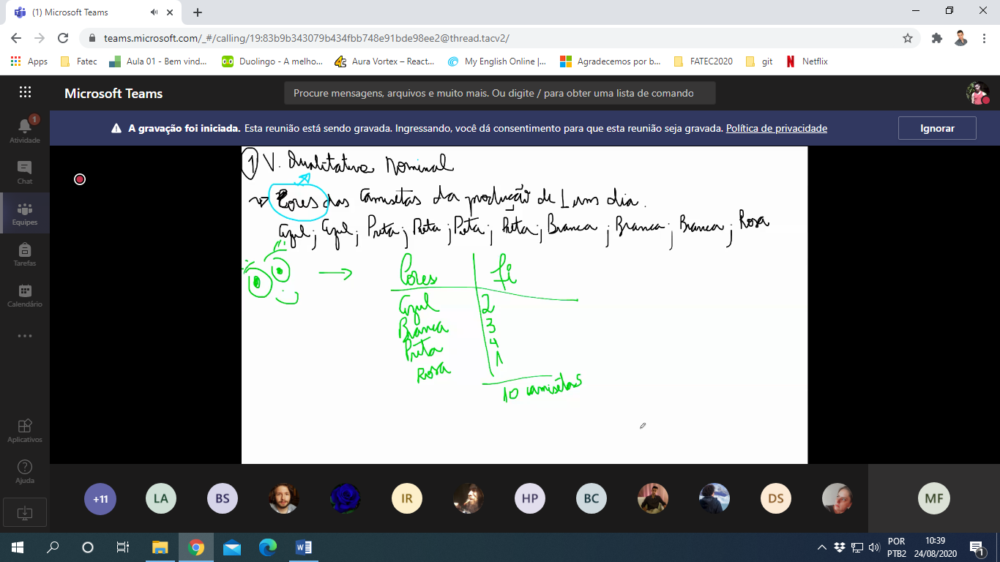 (1) Microsoft Teams
teams.microsoft.com/_#/calling/19:83b9b343079b434fbb748e91bde98ee2@thread.tacv2/
Apps Fatec Aula 01 - Bem vind... Duolingo - A melho... Aura Vortex – React... My English Online |... Agradecemos por b... FATEC2020 git Netflix
Microsoft Teams
Procure mensagens, arquivos e muito mais. Ou digite / para obter uma lista de comando
A gravação foi iniciada. Esta reunião está sendo gravada. Ingressando, você dá consentimento para que esta reunião seja gravada. Política de privacidade
Ignorar
1
Atividade
Chat
Equipes
Tarefas
Calendário
Aplicativos
Ajuda
1 V. Qualitativa Nominal
Cores das Camisetas da produção de 1 um dia.
Azul; Azul; Preta; Preta; Preta; Preta; Branca; Branca; Branca; Rosa
Cores fi
Azul 2
Branca 3
Preta 4
Rosa 1
10 camisetas
+11 LA BS IR HP BC DS MF
POR
PTB2
10:39
24/08/2020
1